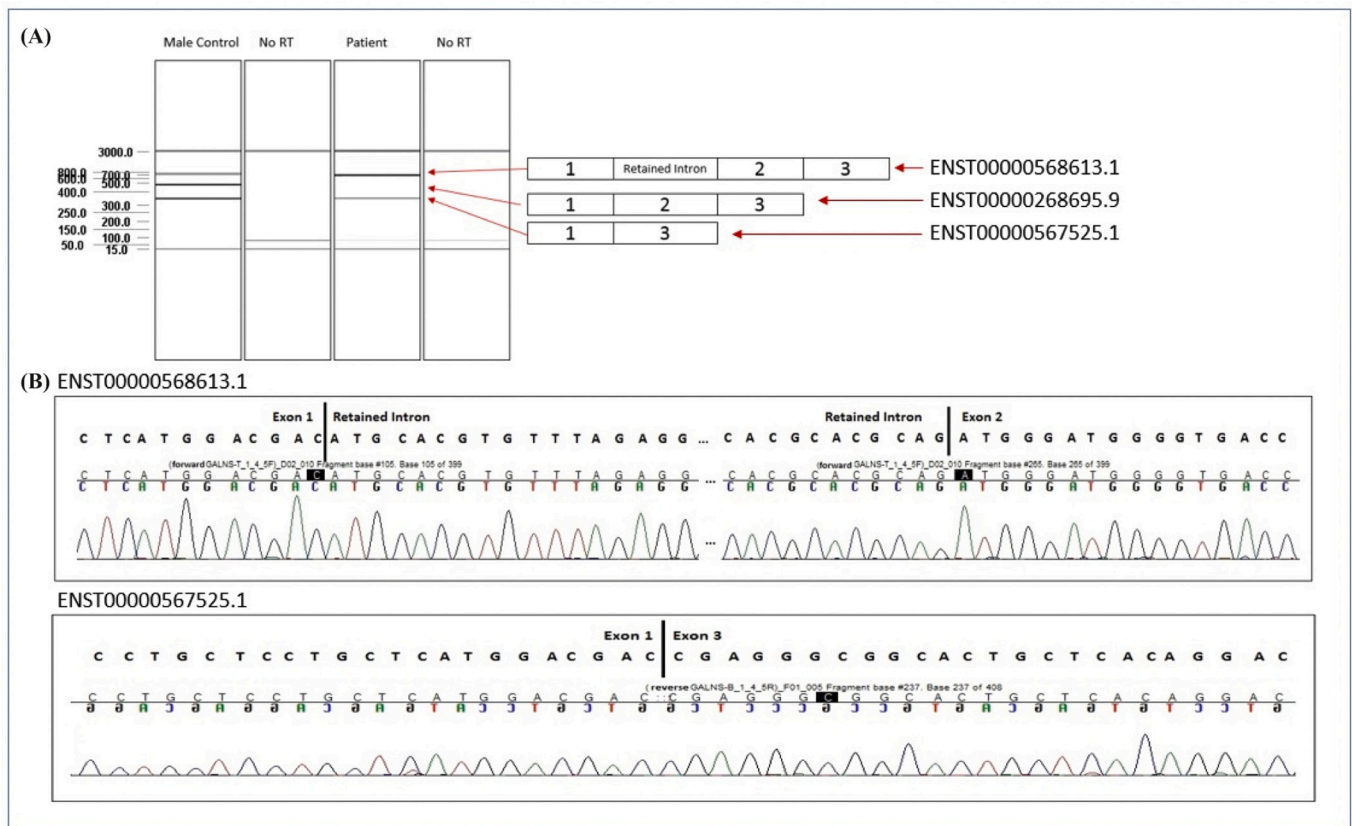 (A)
Male Control No RT Patient No RT
3000.0
800.0 700.0
600.0 500.0
400.0
300.0
250.0 200.0
150.0 100.0
50.0 15.0
1 Retained Intron 2 3 ENST00000568613.1
1 2 3 ENST00000268695.9
1 3 ENST00000567525.1
(B) ENST00000568613.1
Exon 1 Retained Intron Retained Intron Exon 2
C T C A T G G A C G A C A T G C A C G T G T T T A G A G G ... C A C G C A C G C A G A T G G G A T G G G G T G A C C
(forward GALNS-T_1_4_5F)_D02_010 Fragment base #105. Base 105 of 399 (forward GALNS-T_1_4_5F)_D02_010 Fragment base #265. Base 265 of 399
C T C A T G G A C G A C A T G C A C G T G T T T A G A G G ... C A C G C A C G C A G A T G G G A T G G G G T G A C C
C T C A T G G A C G A C A T G C A C G T G T T T A G A G G C A C G C A C G C A G A T G G G A T G G G G T G A C C
...
ENST00000567525.1
Exon 1 Exon 3
C C T G C T C C T G C T C A T G G A C G A C C G A G G G C G G C A C T G C T C A C A G G A C
(reverse GALNS-B_1_4_5R)_F01_005 Fragment base #237. Base 237 of 408
C C T G C T C C T G C T C A T G G A C G A C :: C G A G G G C G G C A C T G C T C A C A G G A C
G G A C G A G G A C G A G T A C C T G C T G G C T C C C G C C G T G A C G A G T G T C C T G